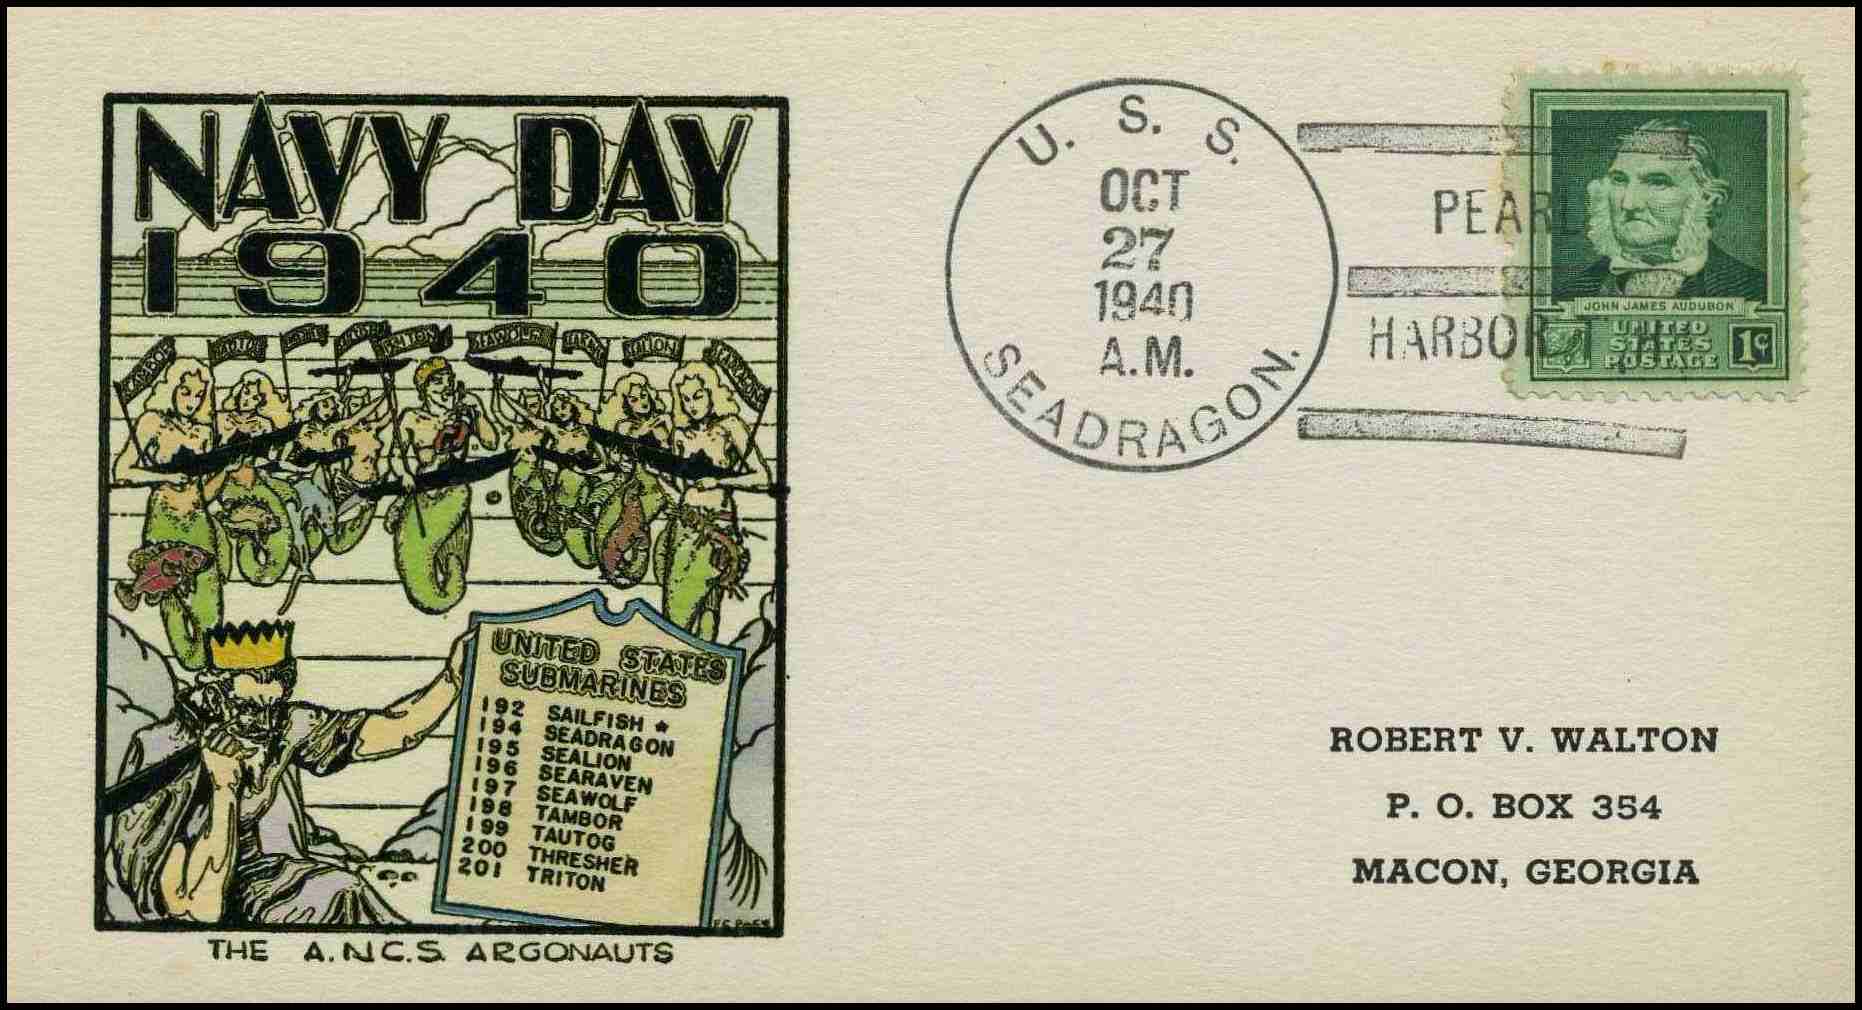 NAVY DAY
1940
SEAWOLF
SEALION
UNITED STATES
SUBMARINES
192 SAILFISH ★
194 SEADRAGON
195 SEALION
196 SEARAVEN
197 SEAWOLF
198 TAMBOR
199 TAUTOG
200 THRESHER
201 TRITON
THE A.N.C.S. ARGONAUTS
U. S. S.
OCT
27
1940
A.M.
SEADRAGON.
PEARL
HARBOR
JOHN JAMES AUDUBON
UNITED
STATES
POSTAGE
1¢
ROBERT V. WALTON
P. O. BOX 354
MACON, GEORGIA